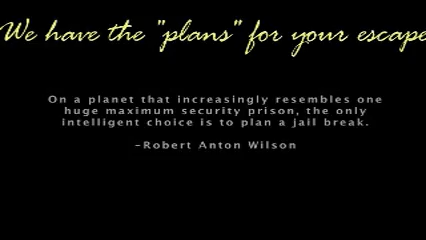 We have the "plans" for your escape
On a planet that increasingly resembles one
huge maximum security prison, the only
intelligent choice is to plan a jail break.
–Robert Anton Wilson